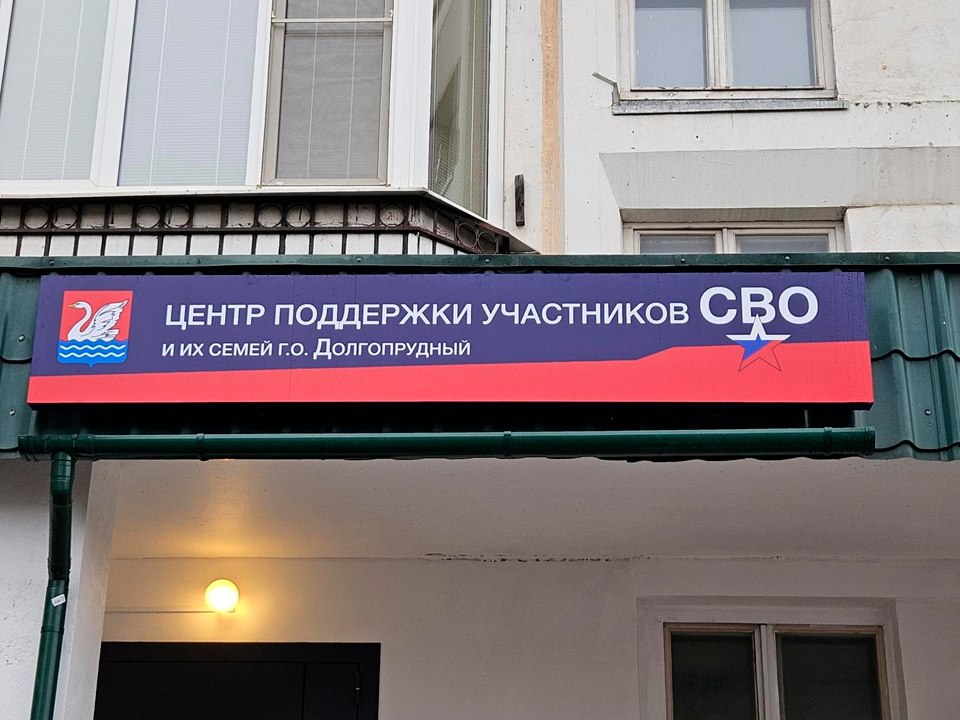 ЦЕНТР ПОДДЕРЖКИ УЧАСТНИКОВ СВО
И ИХ СЕМЕЙ Г.О. ДОЛГОПРУДНЫЙ